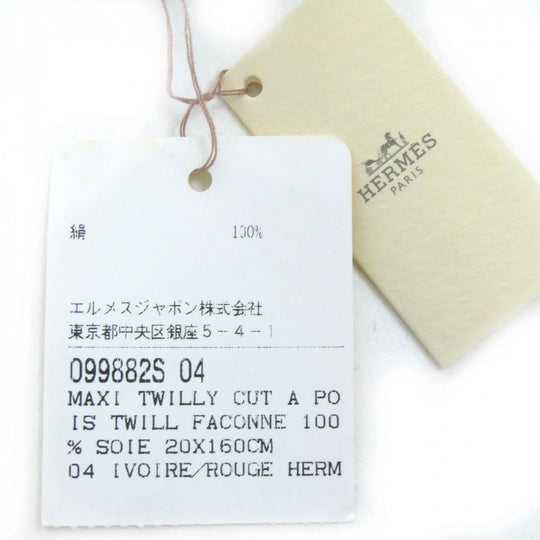 HERMÈS
PARIS
絹 100%
エルメスジャポン株式会社
東京都中央区銀座5-4-1
099882S 04
MAXI TWILLY CUT A PO
IS TWILL FACONNE 100
% SOIE 20X160CM
04 IVOIRE/ROUGE HERM